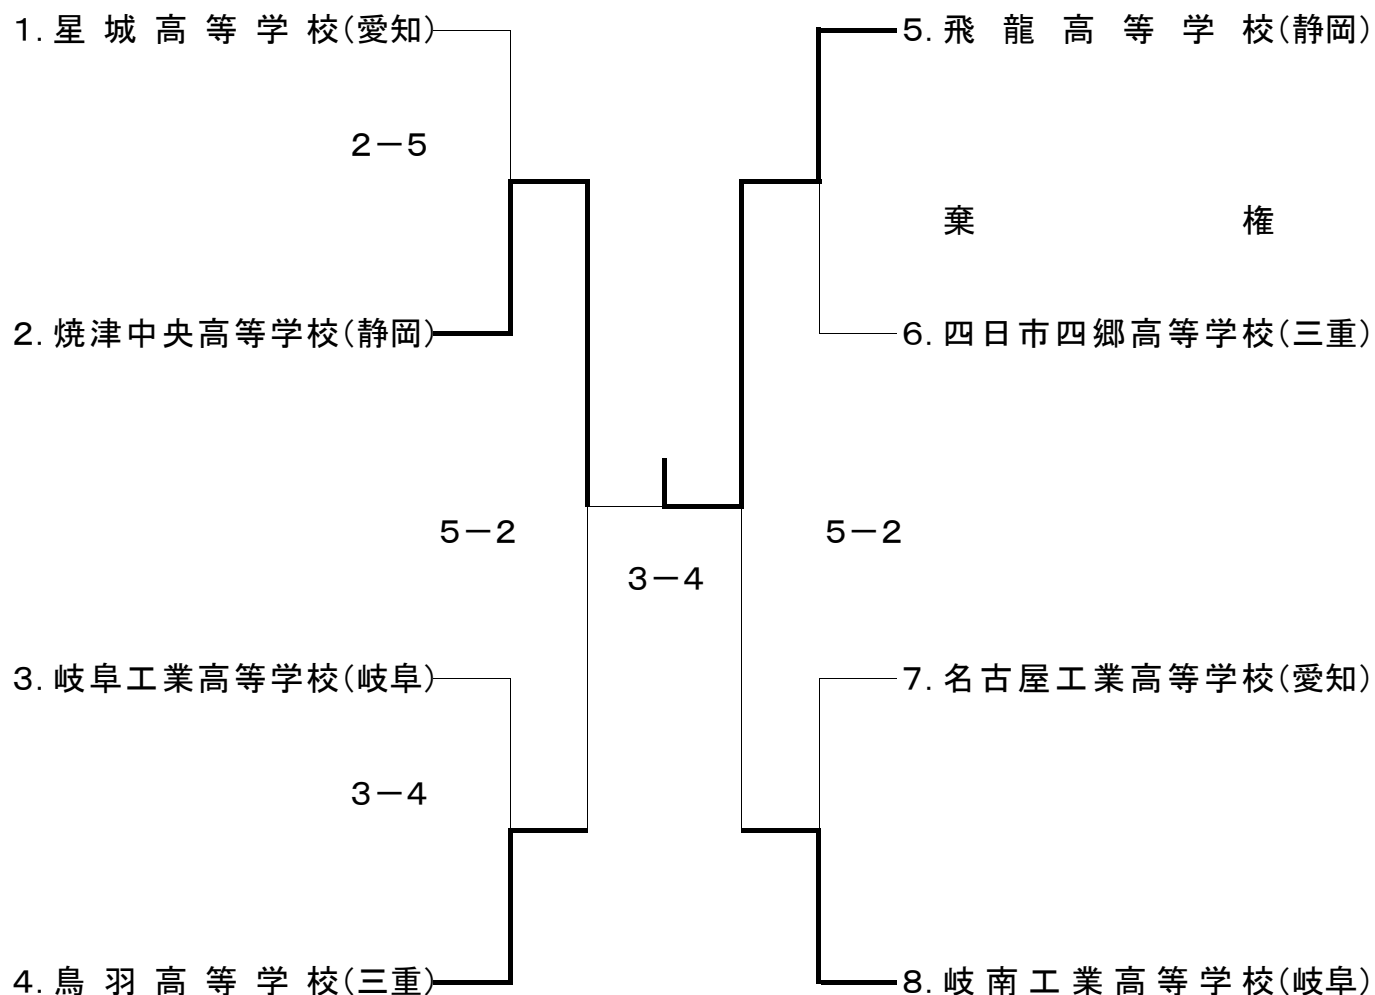 1. 星城高等学校(愛知)
5. 飛龍高等学校(静岡)
2－5
棄権
2. 焼津中央高等学校(静岡)
6. 四日市四郷高等学校(三重)
5－2
5－2
3－4
3. 岐阜工業高等学校(岐阜)
7. 名古屋工業高等学校(愛知)
3－4
4. 鳥羽高等学校(三重)
8. 岐南工業高等学校(岐阜)